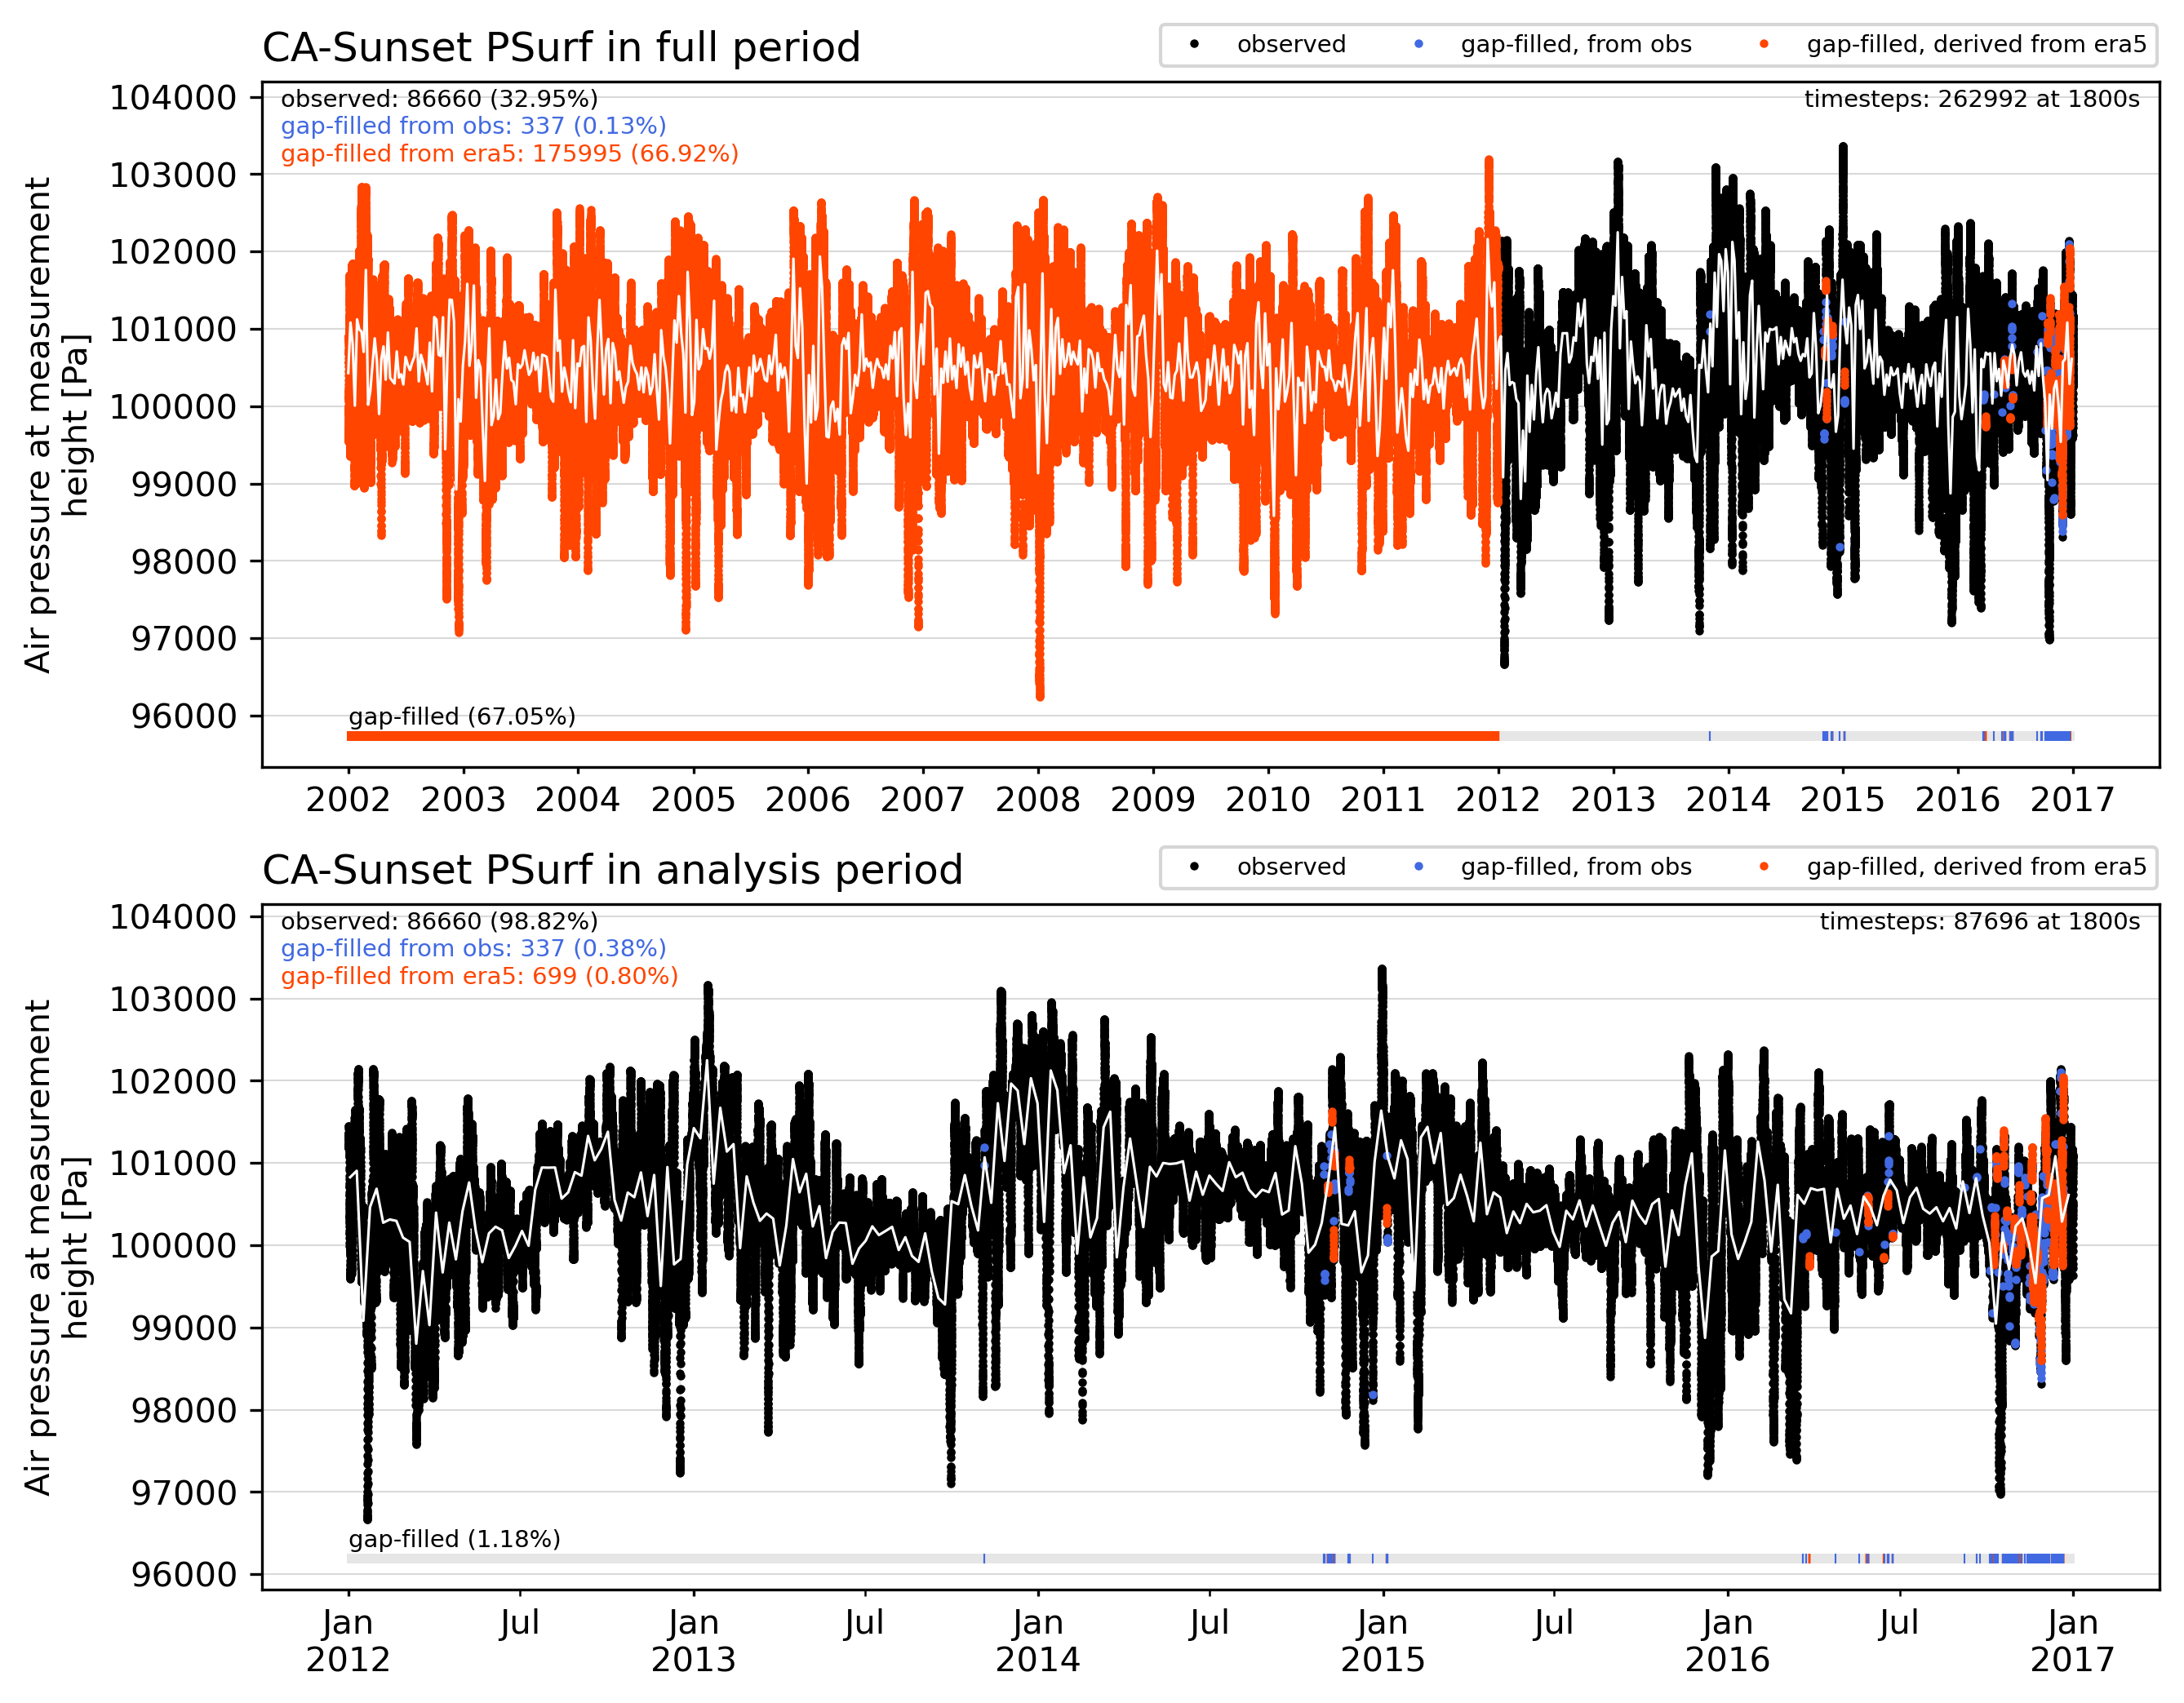 CA-Sunset PSurf in full period
observed
gap-filled, from obs
gap-filled, derived from era5
observed: 86660 (32.95%)
gap-filled from obs: 337 (0.13%)
gap-filled from era5: 175995 (66.92%)
timesteps: 262992 at 1800s
Air pressure at measurement
height [Pa]
104000
103000
102000
101000
100000
99000
98000
97000
96000
gap-filled (67.05%)
2002 2003 2004 2005 2006 2007 2008 2009 2010 2011 2012 2013 2014 2015 2016 2017
CA-Sunset PSurf in analysis period
observed
gap-filled, from obs
gap-filled, derived from era5
observed: 86660 (98.82%)
gap-filled from obs: 337 (0.38%)
gap-filled from era5: 699 (0.80%)
timesteps: 87696 at 1800s
Air pressure at measurement
height [Pa]
104000
103000
102000
101000
100000
99000
98000
97000
96000
gap-filled (1.18%)
Jan Jul Jan Jul Jan Jul Jan Jul Jan Jul Jan
2012 2013 2014 2015 2016 2017